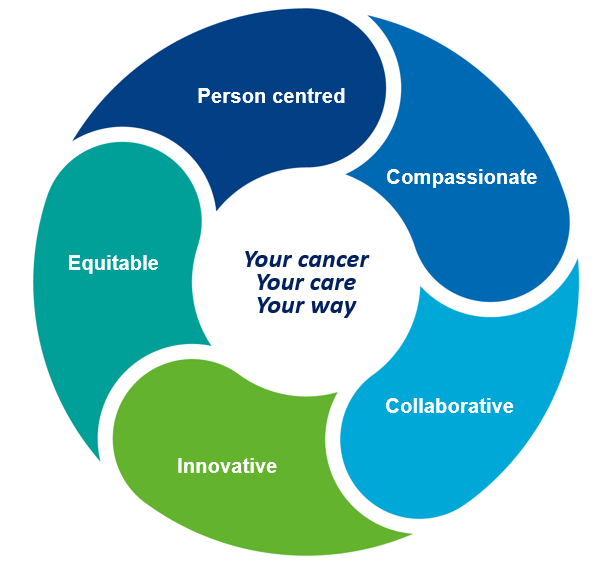 Person centred
Compassionate
Equitable
Your cancer
Your care
Your way
Collaborative
Innovative